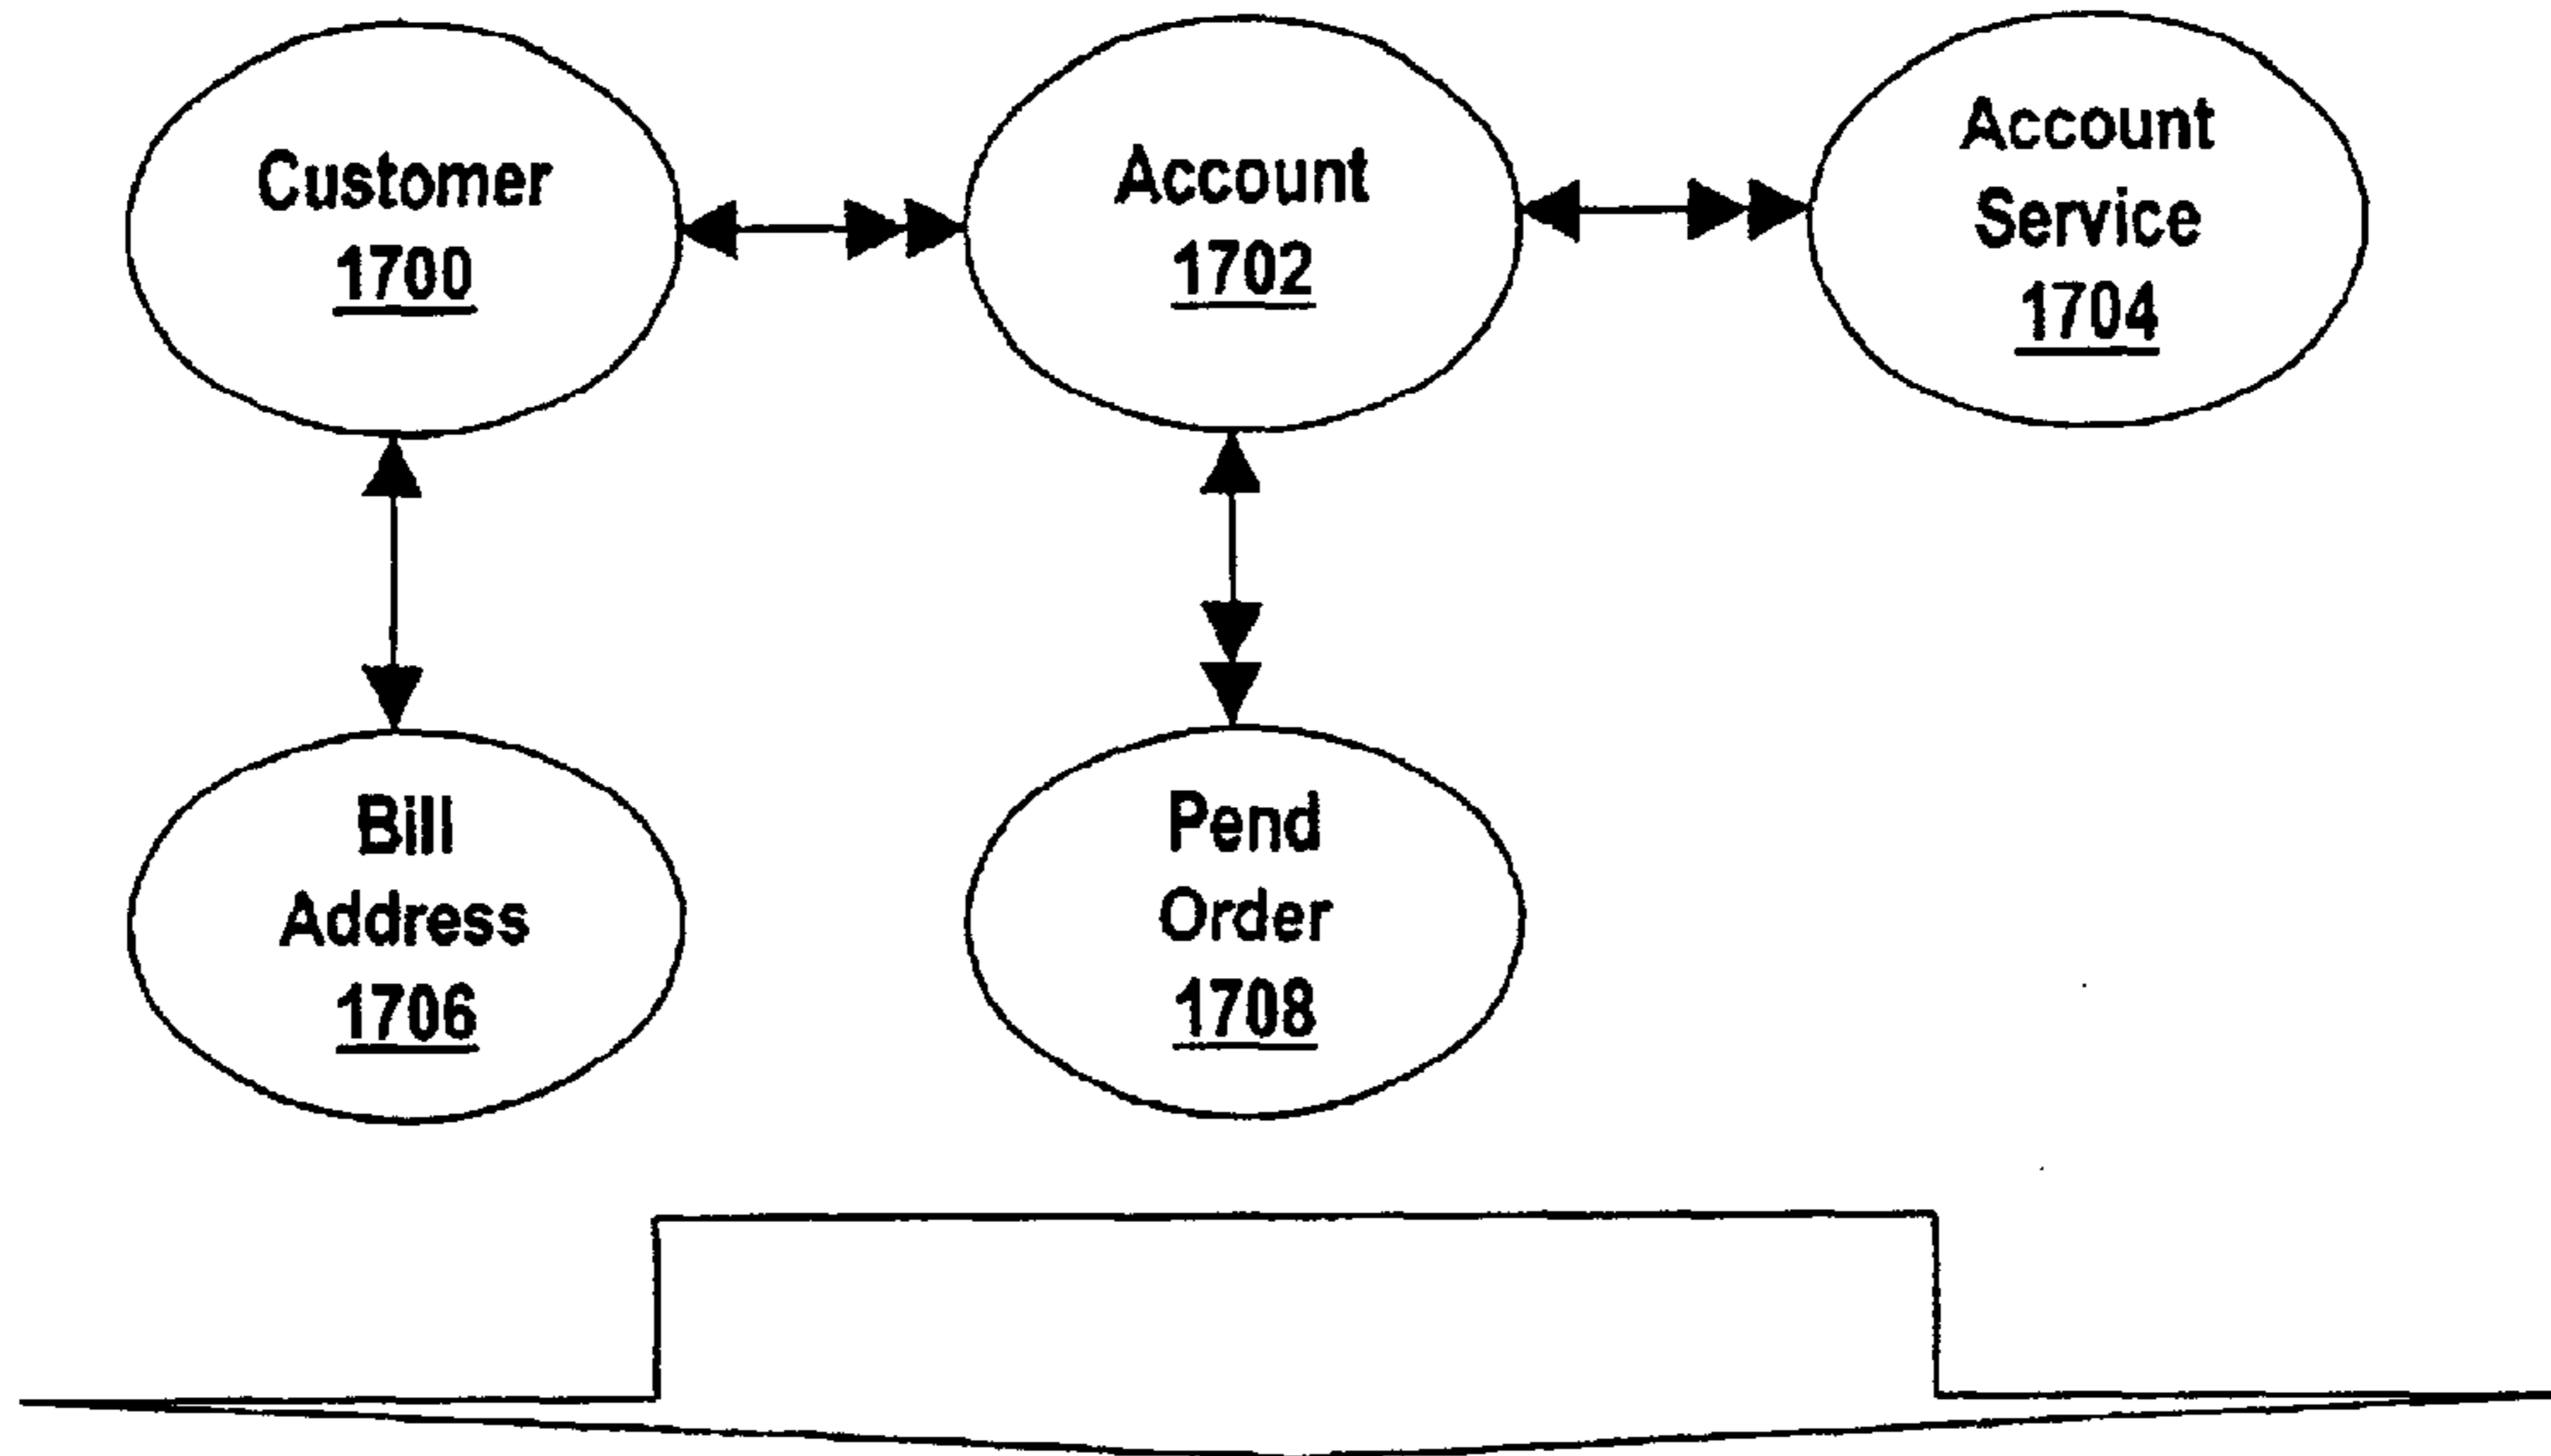 Customer
1700
Account
1702
Account
Service
1704
Bill
Address
1706
Pend
Order
1708